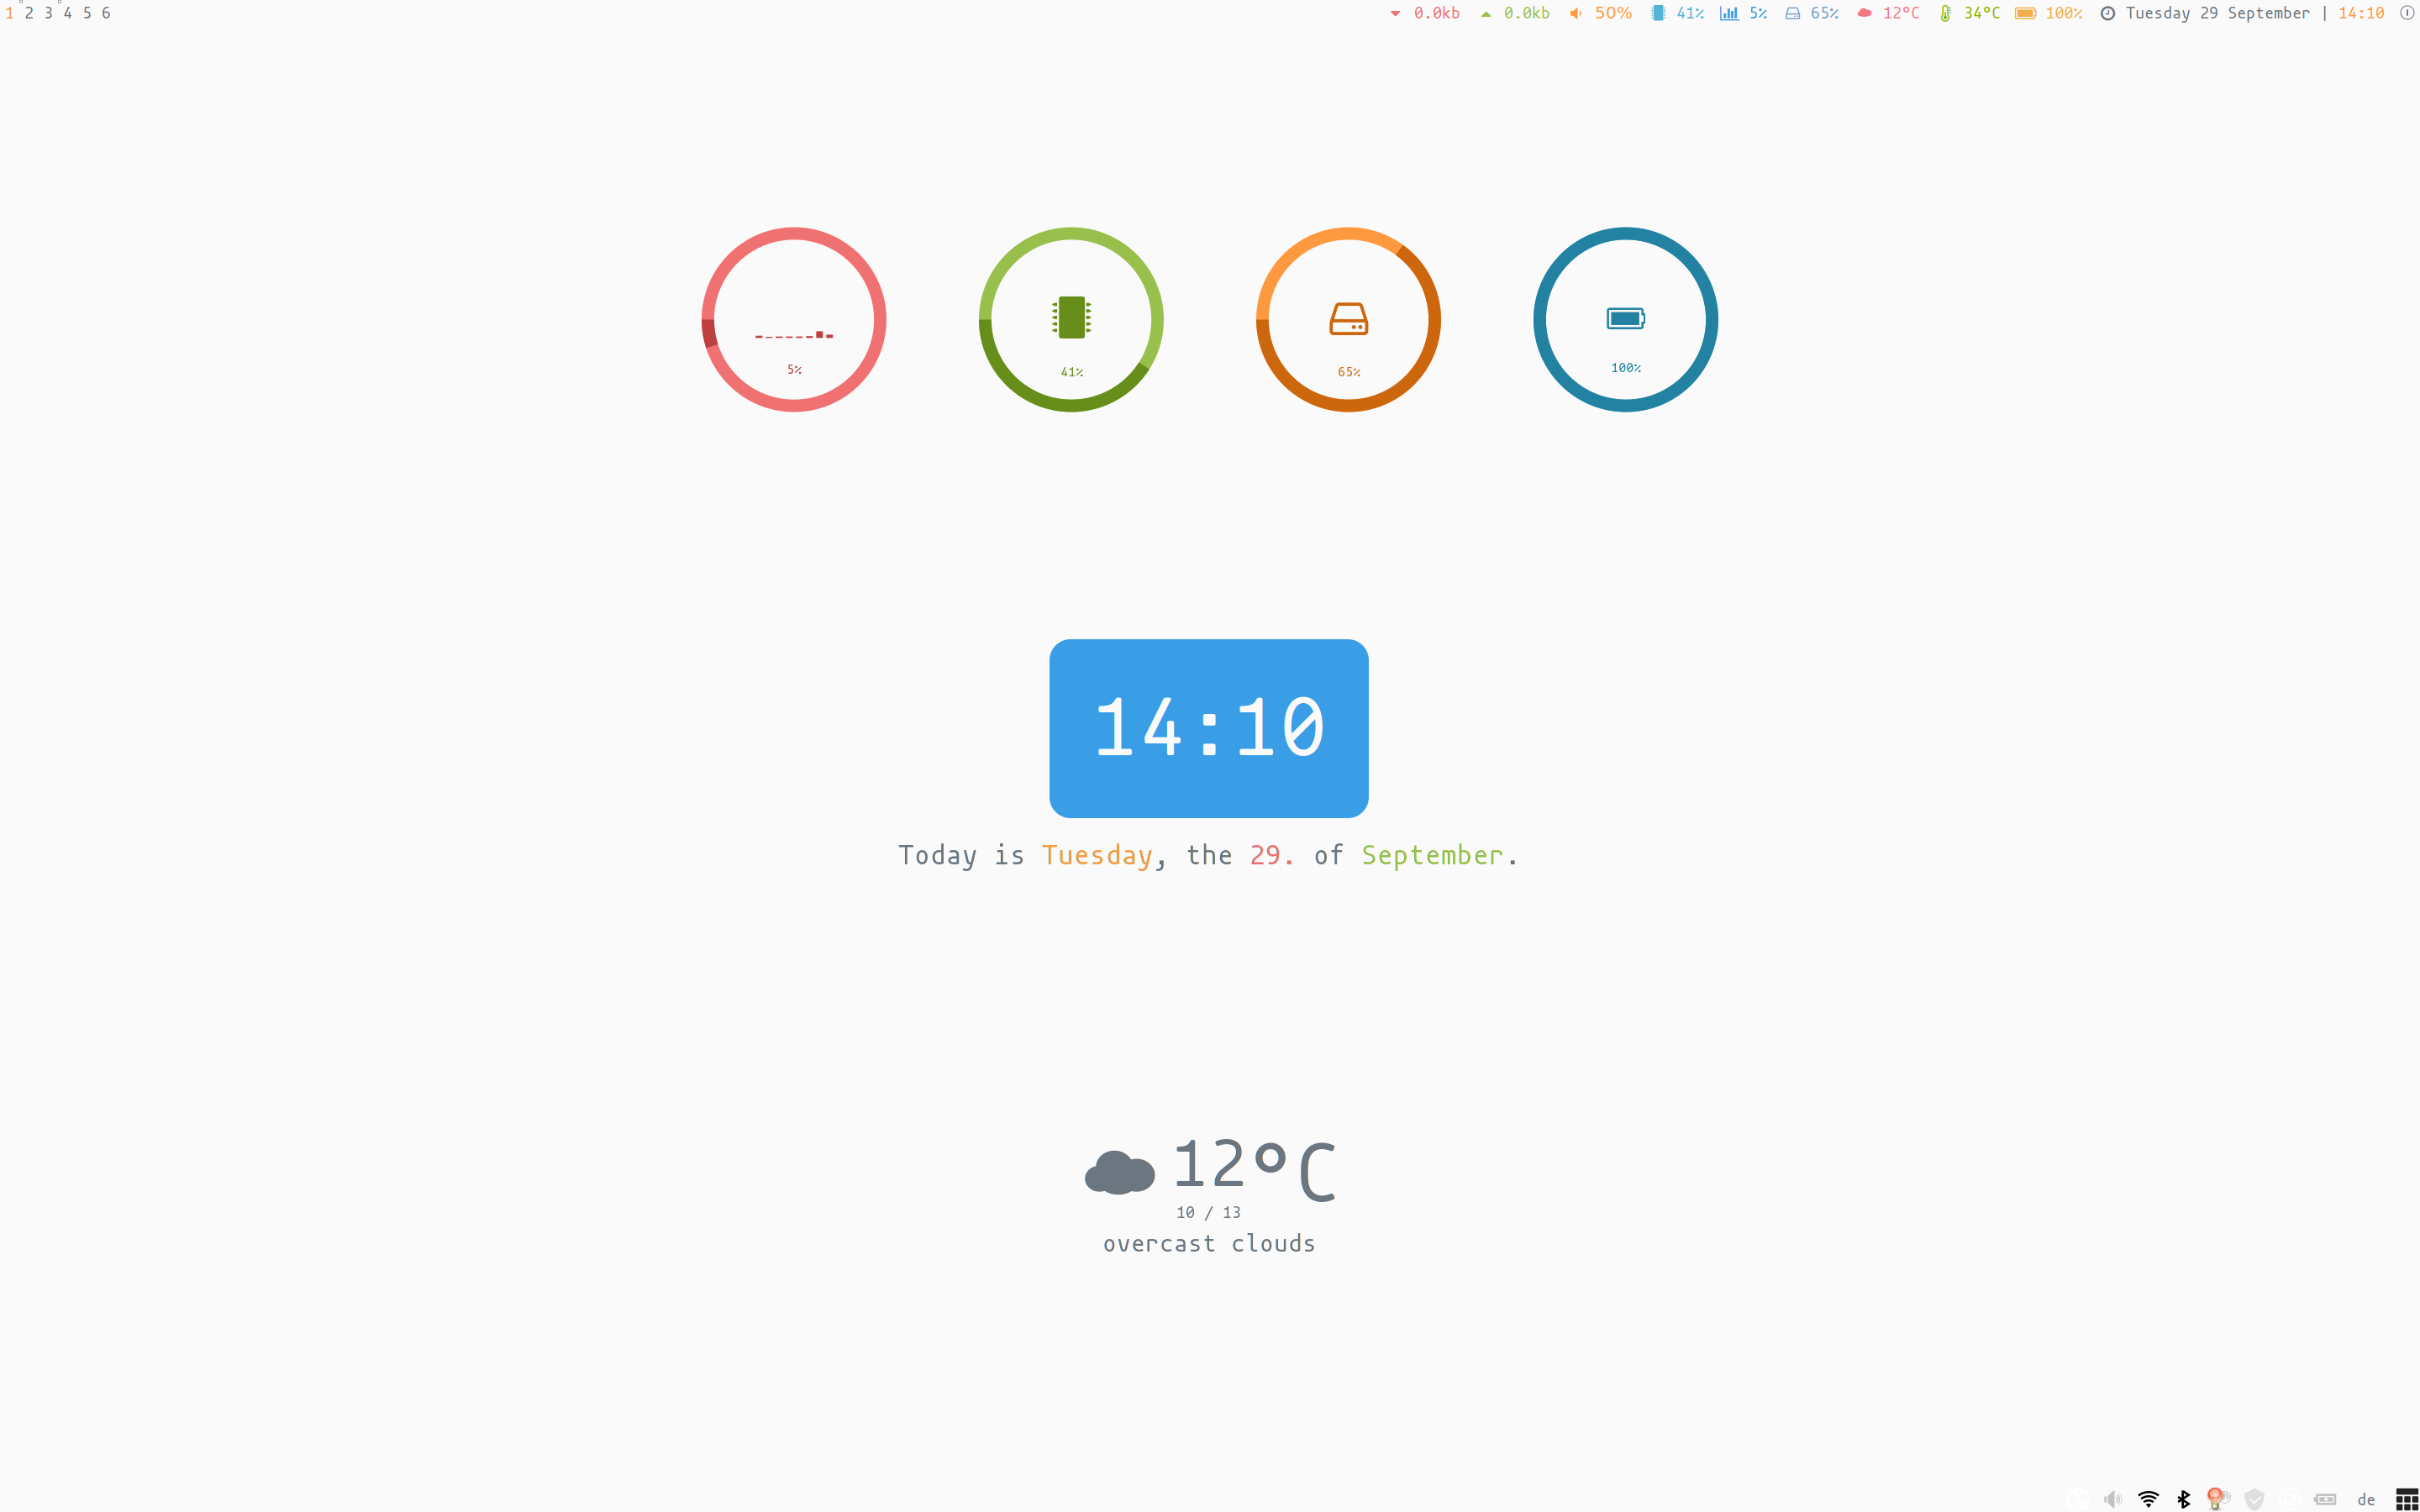 1 2 3 4 5 6
0.0kb 0.0kb 50% 41% 5% 65% 12°C 34°C 100% Tuesday 29 September | 14:10
5%
41%
65%
100%
14:10
Today is Tuesday, the 29. of September.
12°C
10 / 13
overcast clouds
de